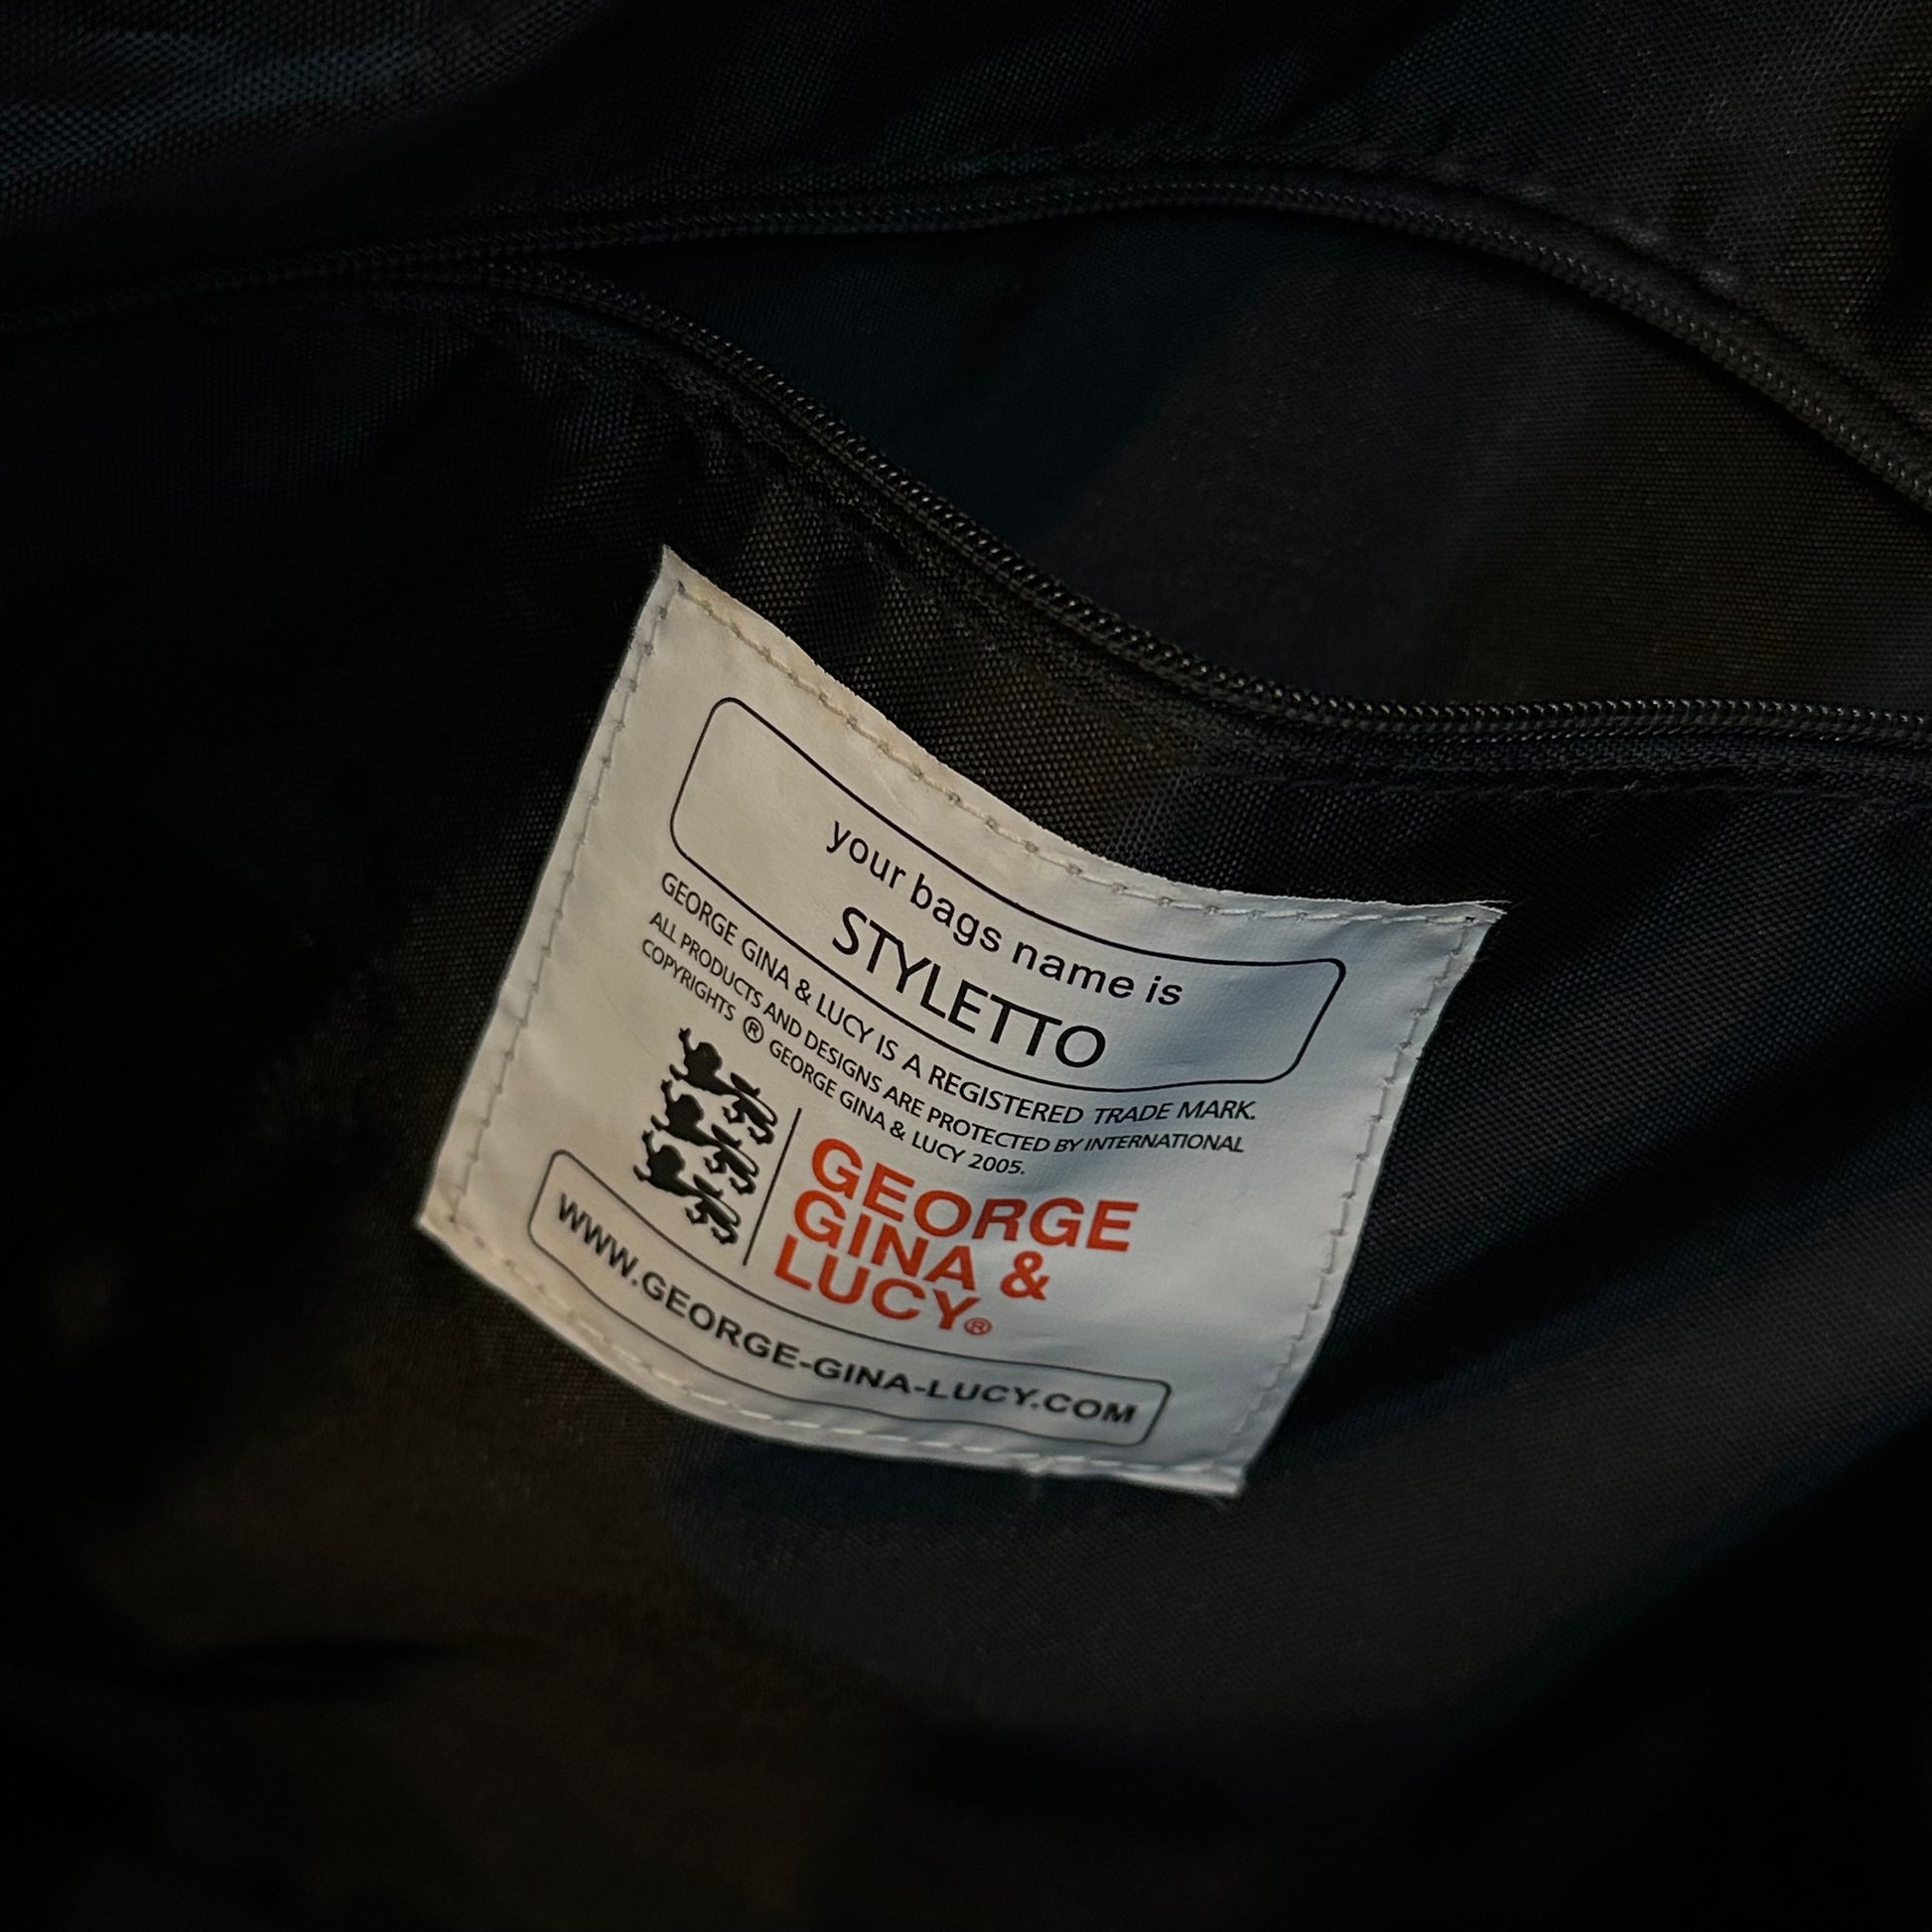 your bags name is
STYLETTO
GEORGE GINA & LUCY IS A REGISTERED TRADE MARK.
ALL PRODUCTS AND DESIGNS ARE PROTECTED BY INTERNATIONAL
COPYRIGHTS ® GEORGE GINA & LUCY 2005.
GEORGE
GINA &
LUCY®
WWW.GEORGE-GINA-LUCY.COM